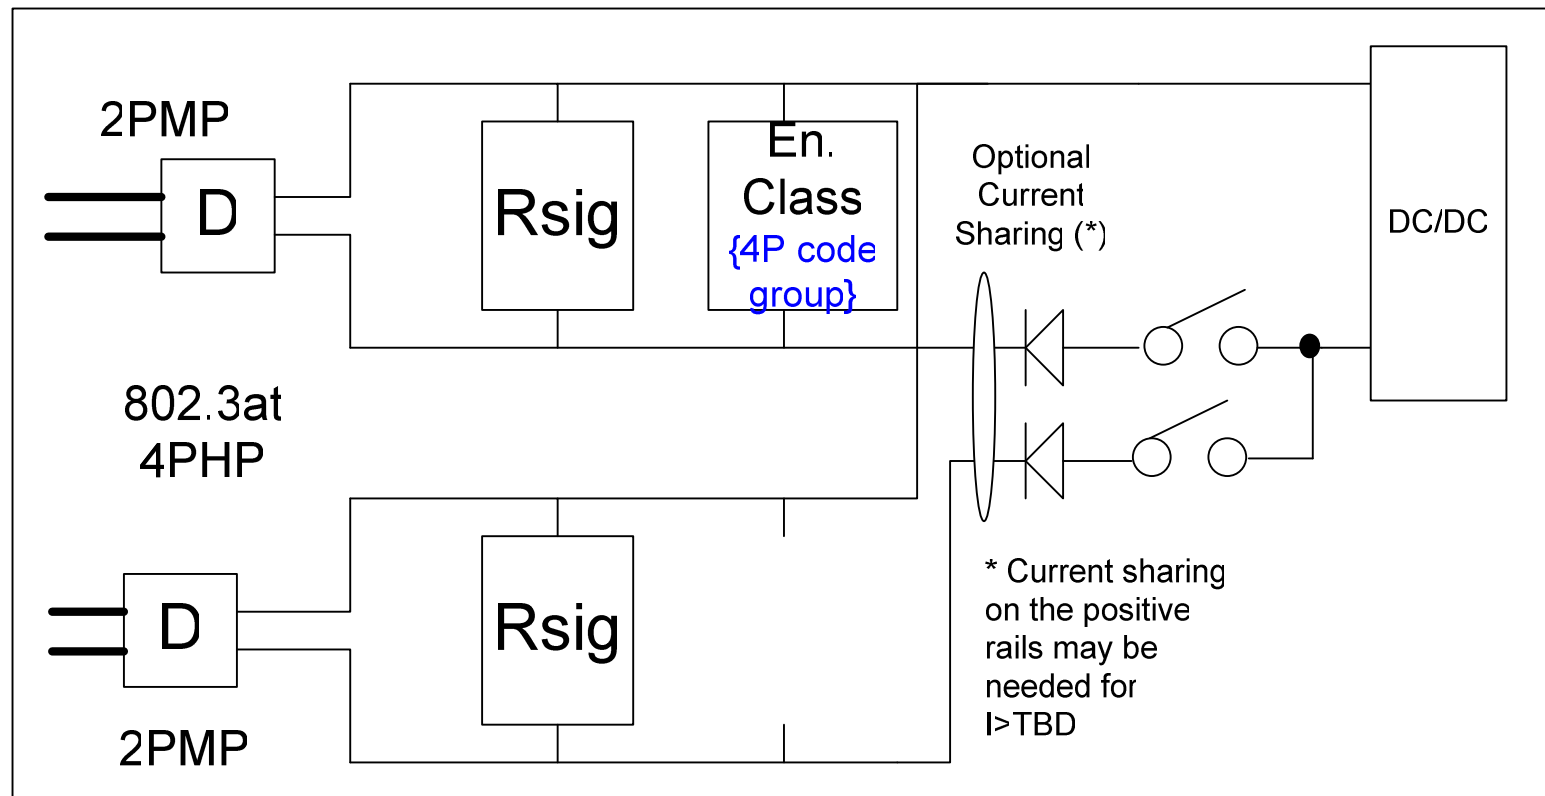 2PMP
D
Rsig
En.
Class
{4P code
group}
Optional
Current
Sharing (*)
DC/DC
802.3at
4PHP
D
2PMP
Rsig
* Current sharing
on the positive
rails may be
needed for
I>TBD